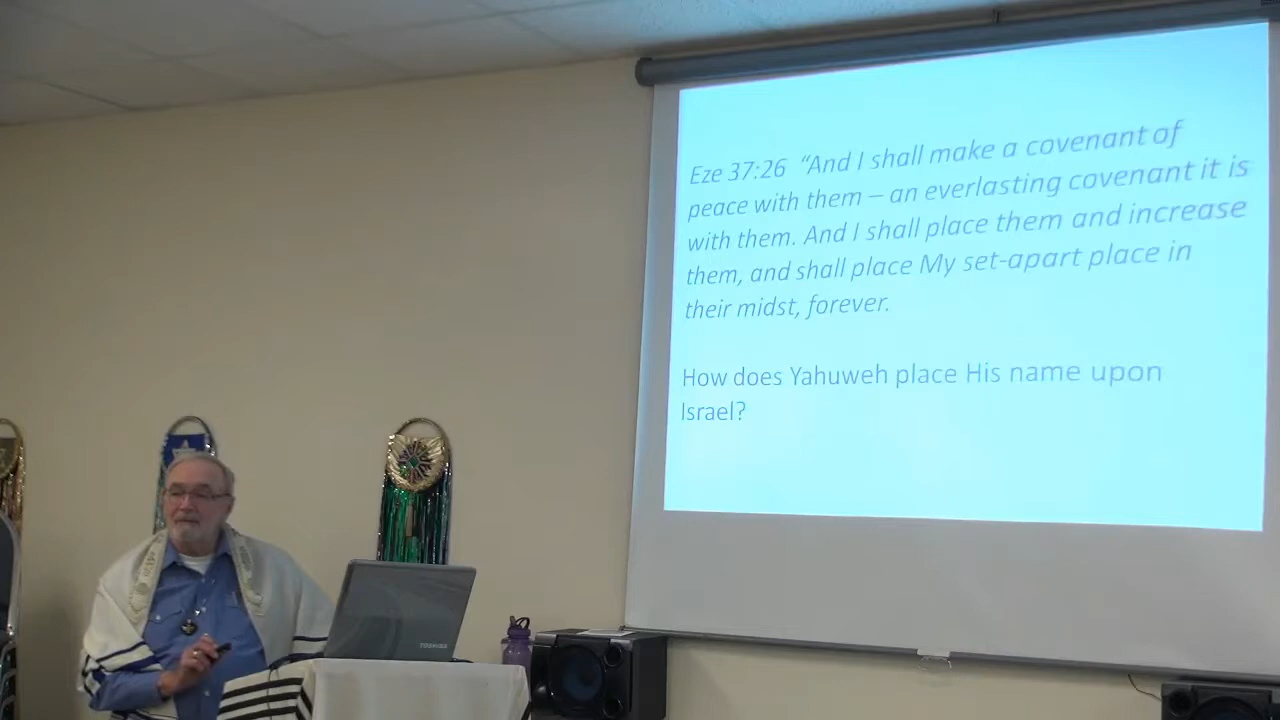 Eze 37:26 “And I shall make a covenant of
peace with them – an everlasting covenant it is
with them. And I shall place them and increase
them, and shall place My set-apart place in
their midst, forever.
How does Yahuweh place His name upon
Israel?
TOSHIBA